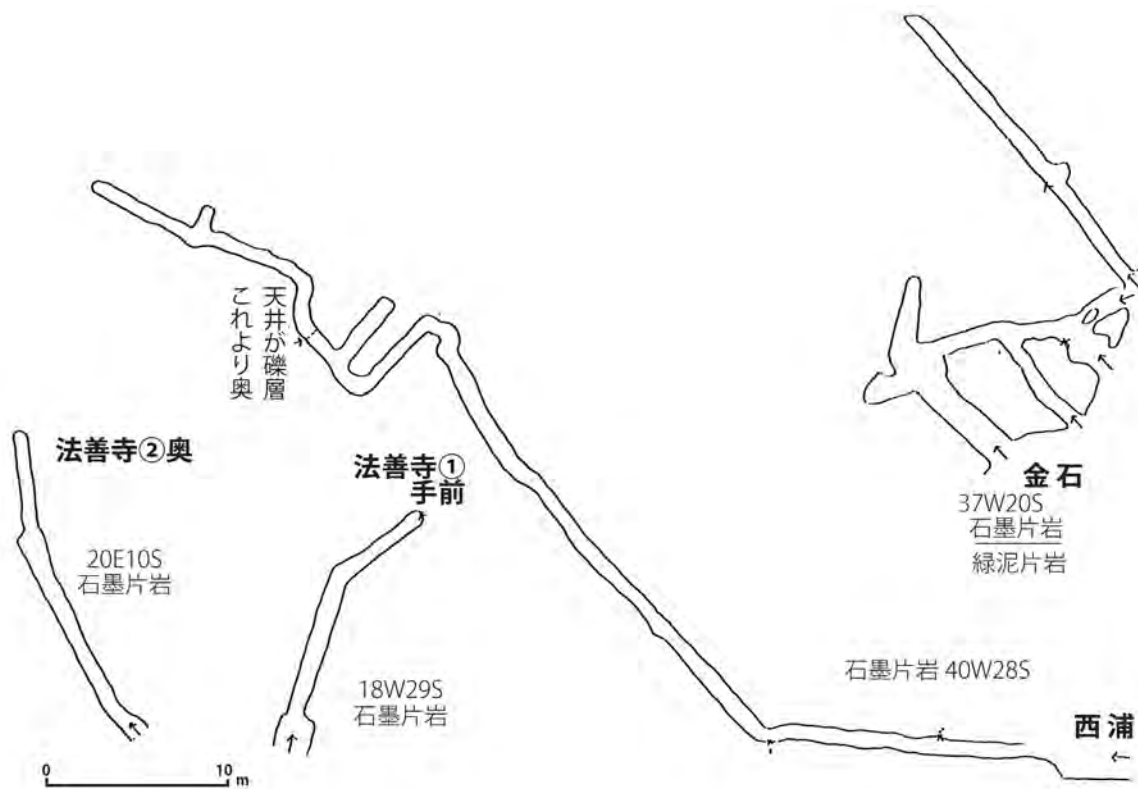 天井が礫層
これより奥
法善寺②奥
20E10S
石墨片岩
法善寺①
手前
18W29S
石墨片岩
金石
37W20S
石墨片岩
緑泥片岩
石墨片岩 40W28S
西浦
0 10 m